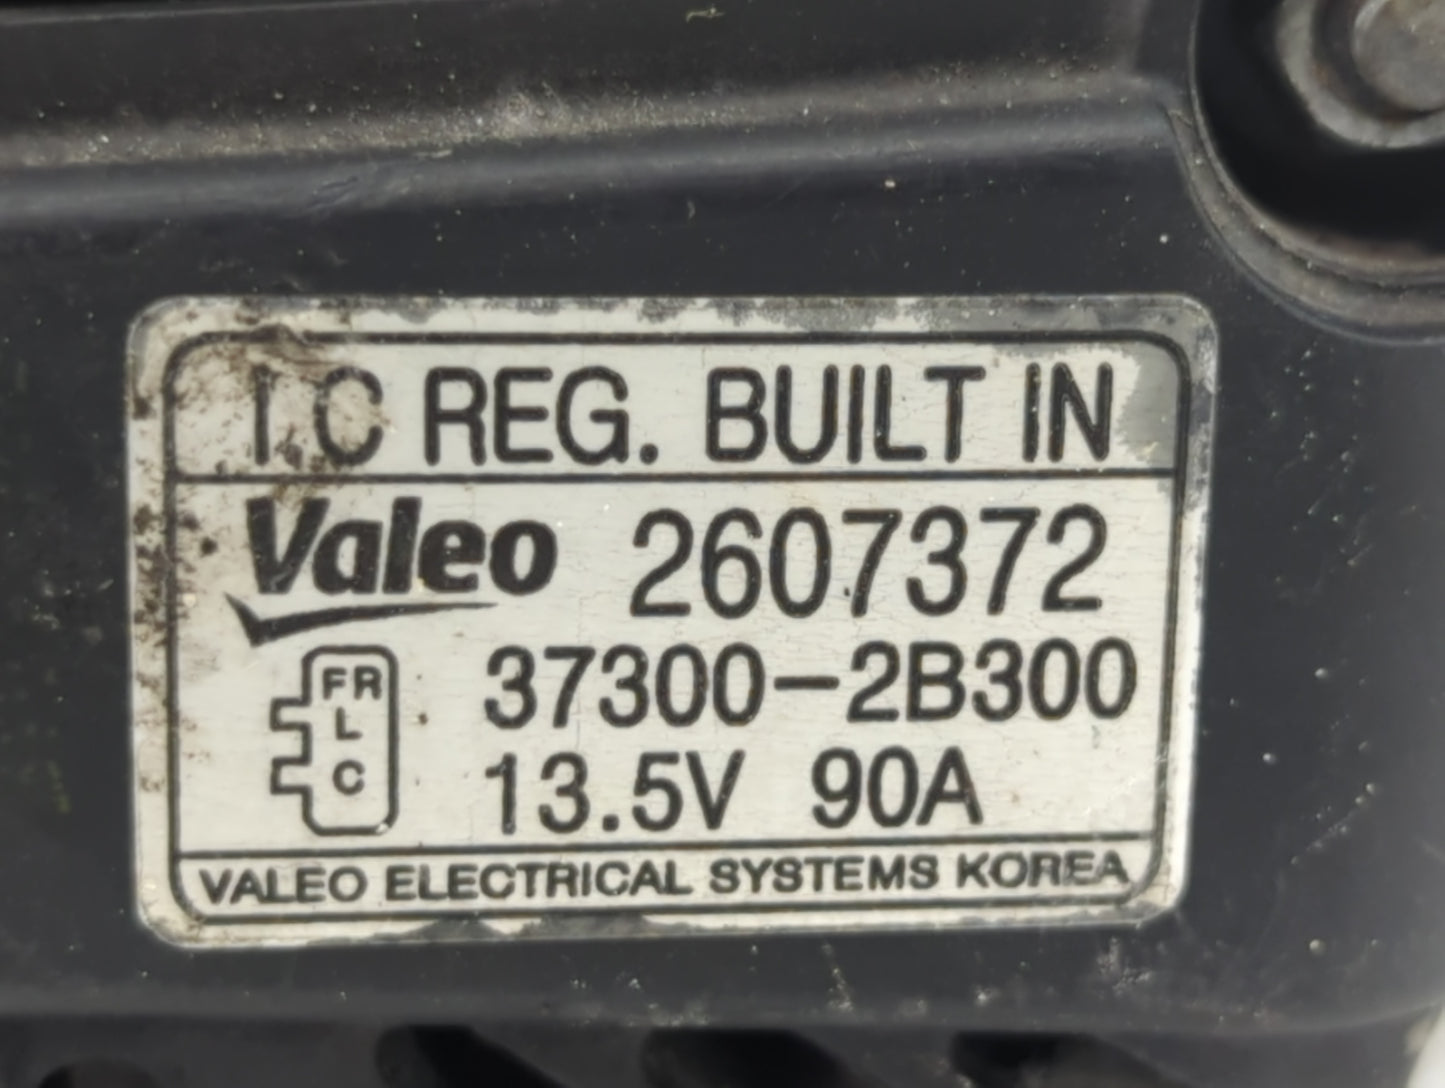 I.C REG. BUILT IN
Valeo 2607372
FR
L
C
37300-2B300
13.5V 90A
VALEO ELECTRICAL SYSTEMS KOREA